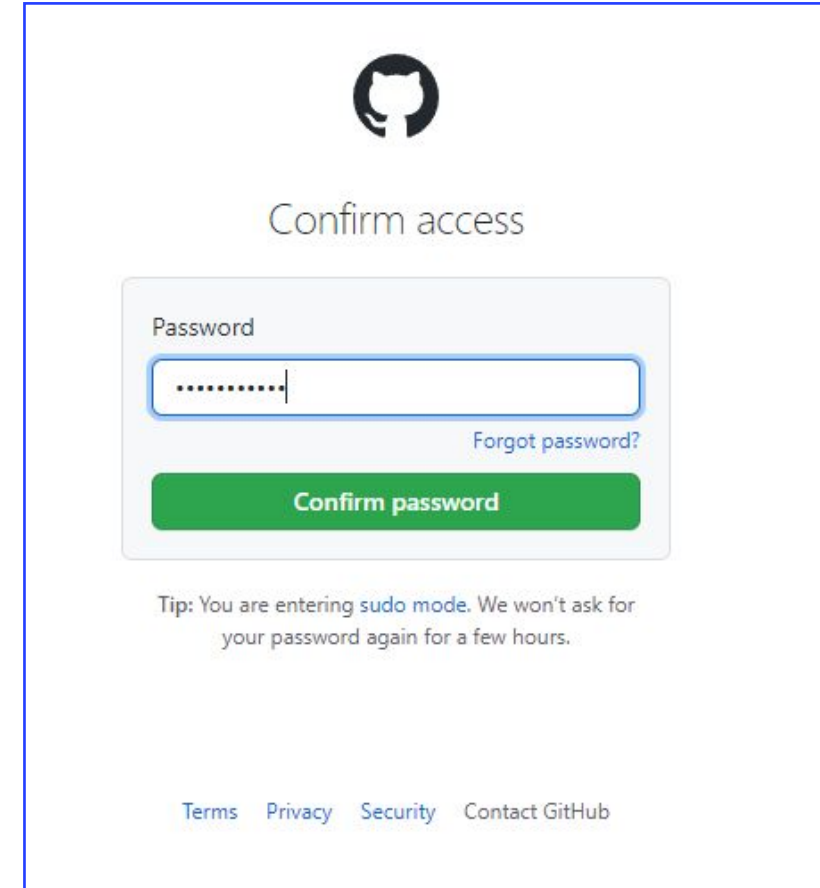 Confirm access
Password
•••••••••••
Forgot password?
Confirm password
Tip: You are entering sudo mode. We won't ask for
your password again for a few hours.
Terms Privacy Security Contact GitHub